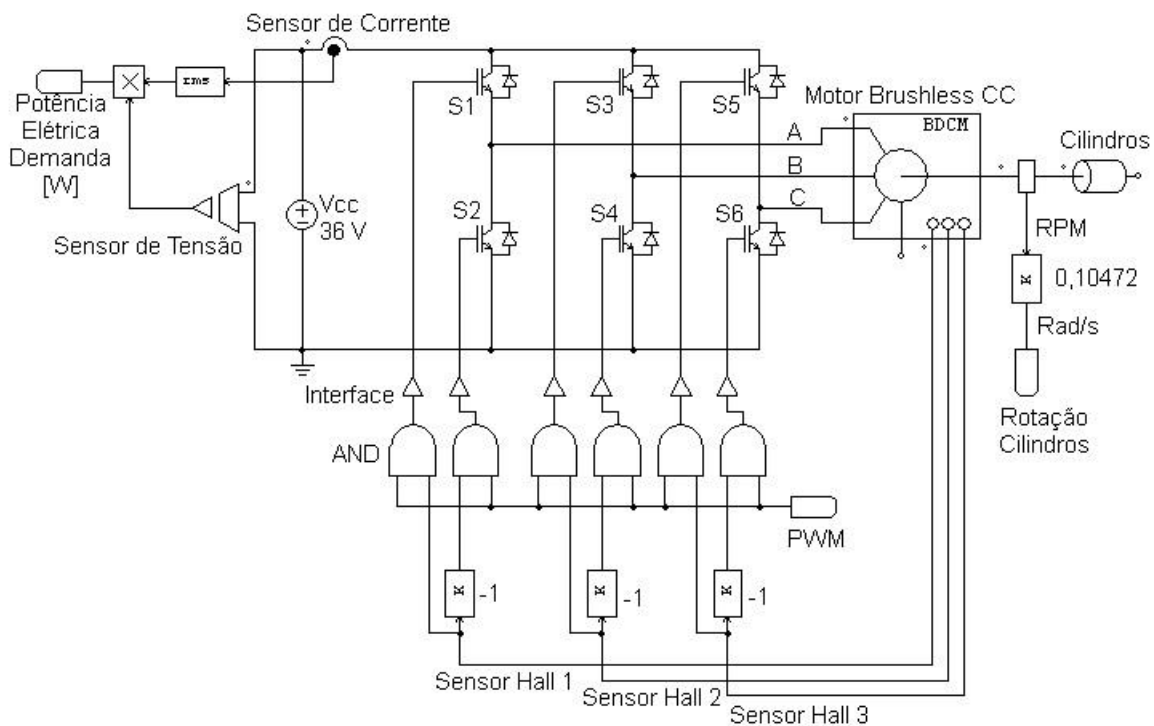 Sensor de Corrente
rms
Potência
Elétrica
Demanda
[W]
Sensor de Tensão
Vcc
36 V
S1
S3
S5
S2
S4
S6
A
B
C
Motor Brushless CC
BDCM
Cilindros
RPM
K
0,10472
Rad/s
Rotação
Cilindros
Interface
AND
PWM
K
-1
K
-1
K
-1
Sensor Hall 1
Sensor Hall 2
Sensor Hall 3